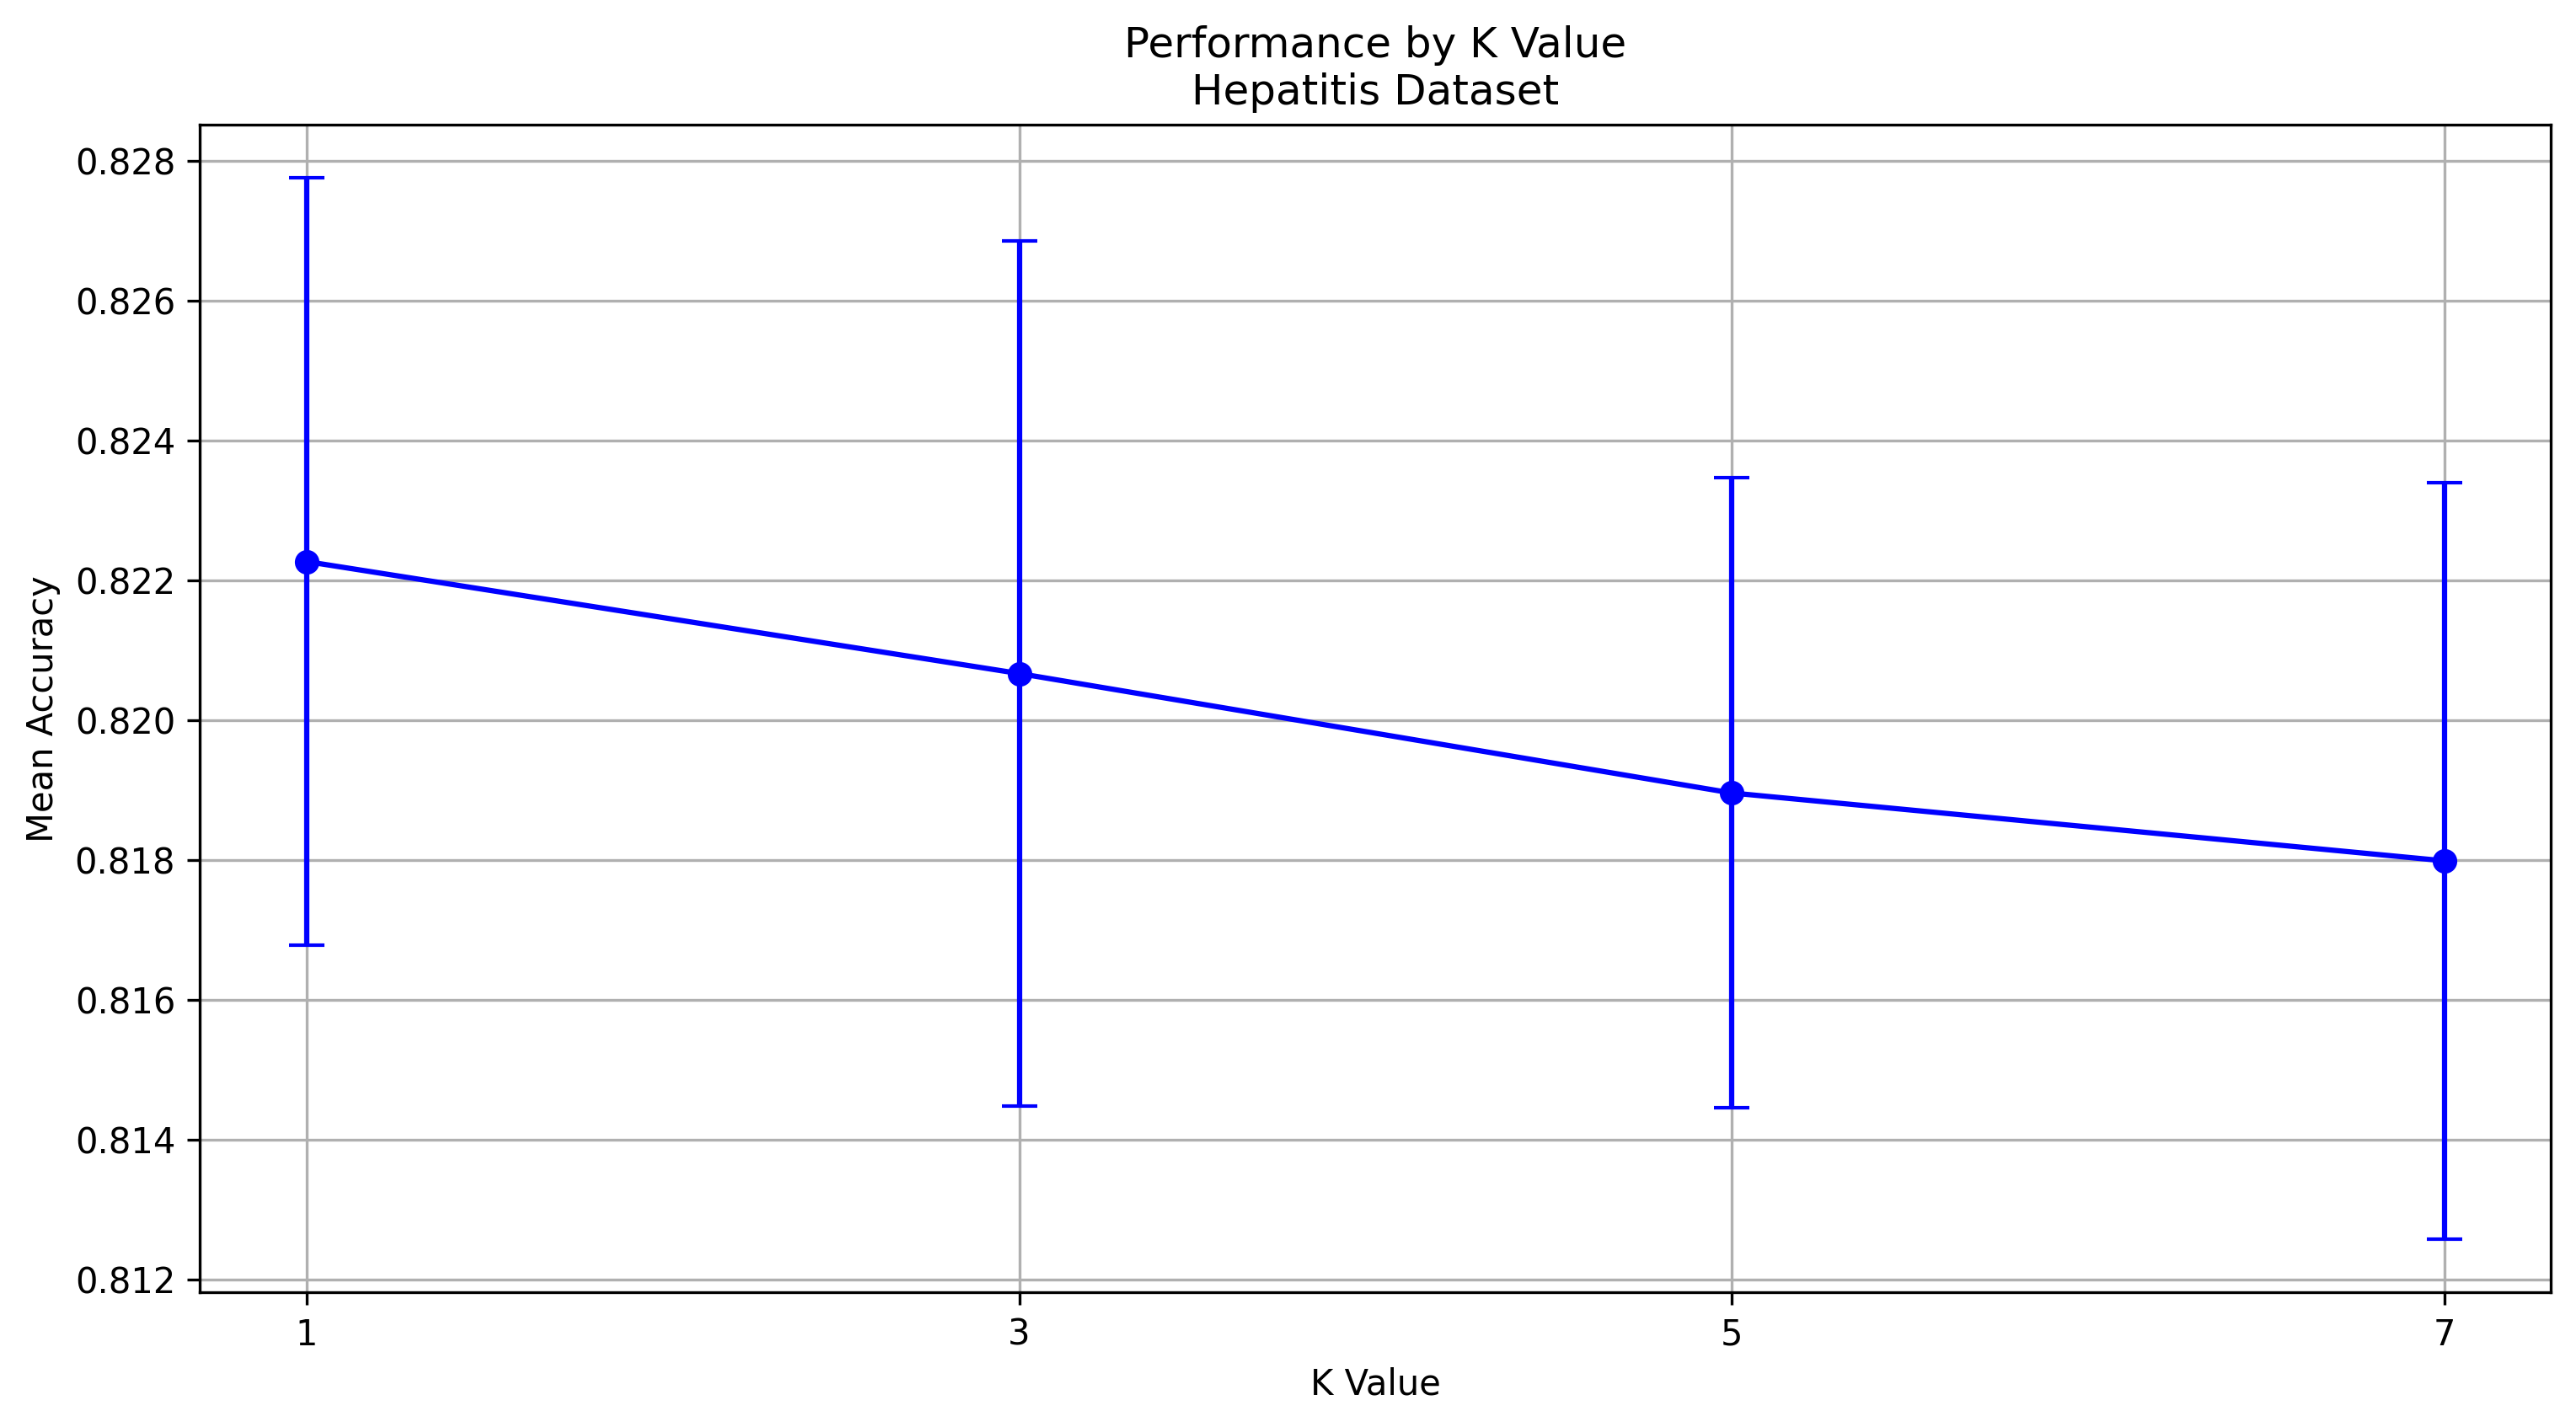 Performance by K Value
Hepatitis Dataset
Mean Accuracy
0.828
0.826
0.824
0.822
0.820
0.818
0.816
0.814
0.812
1 3 5 7
K Value